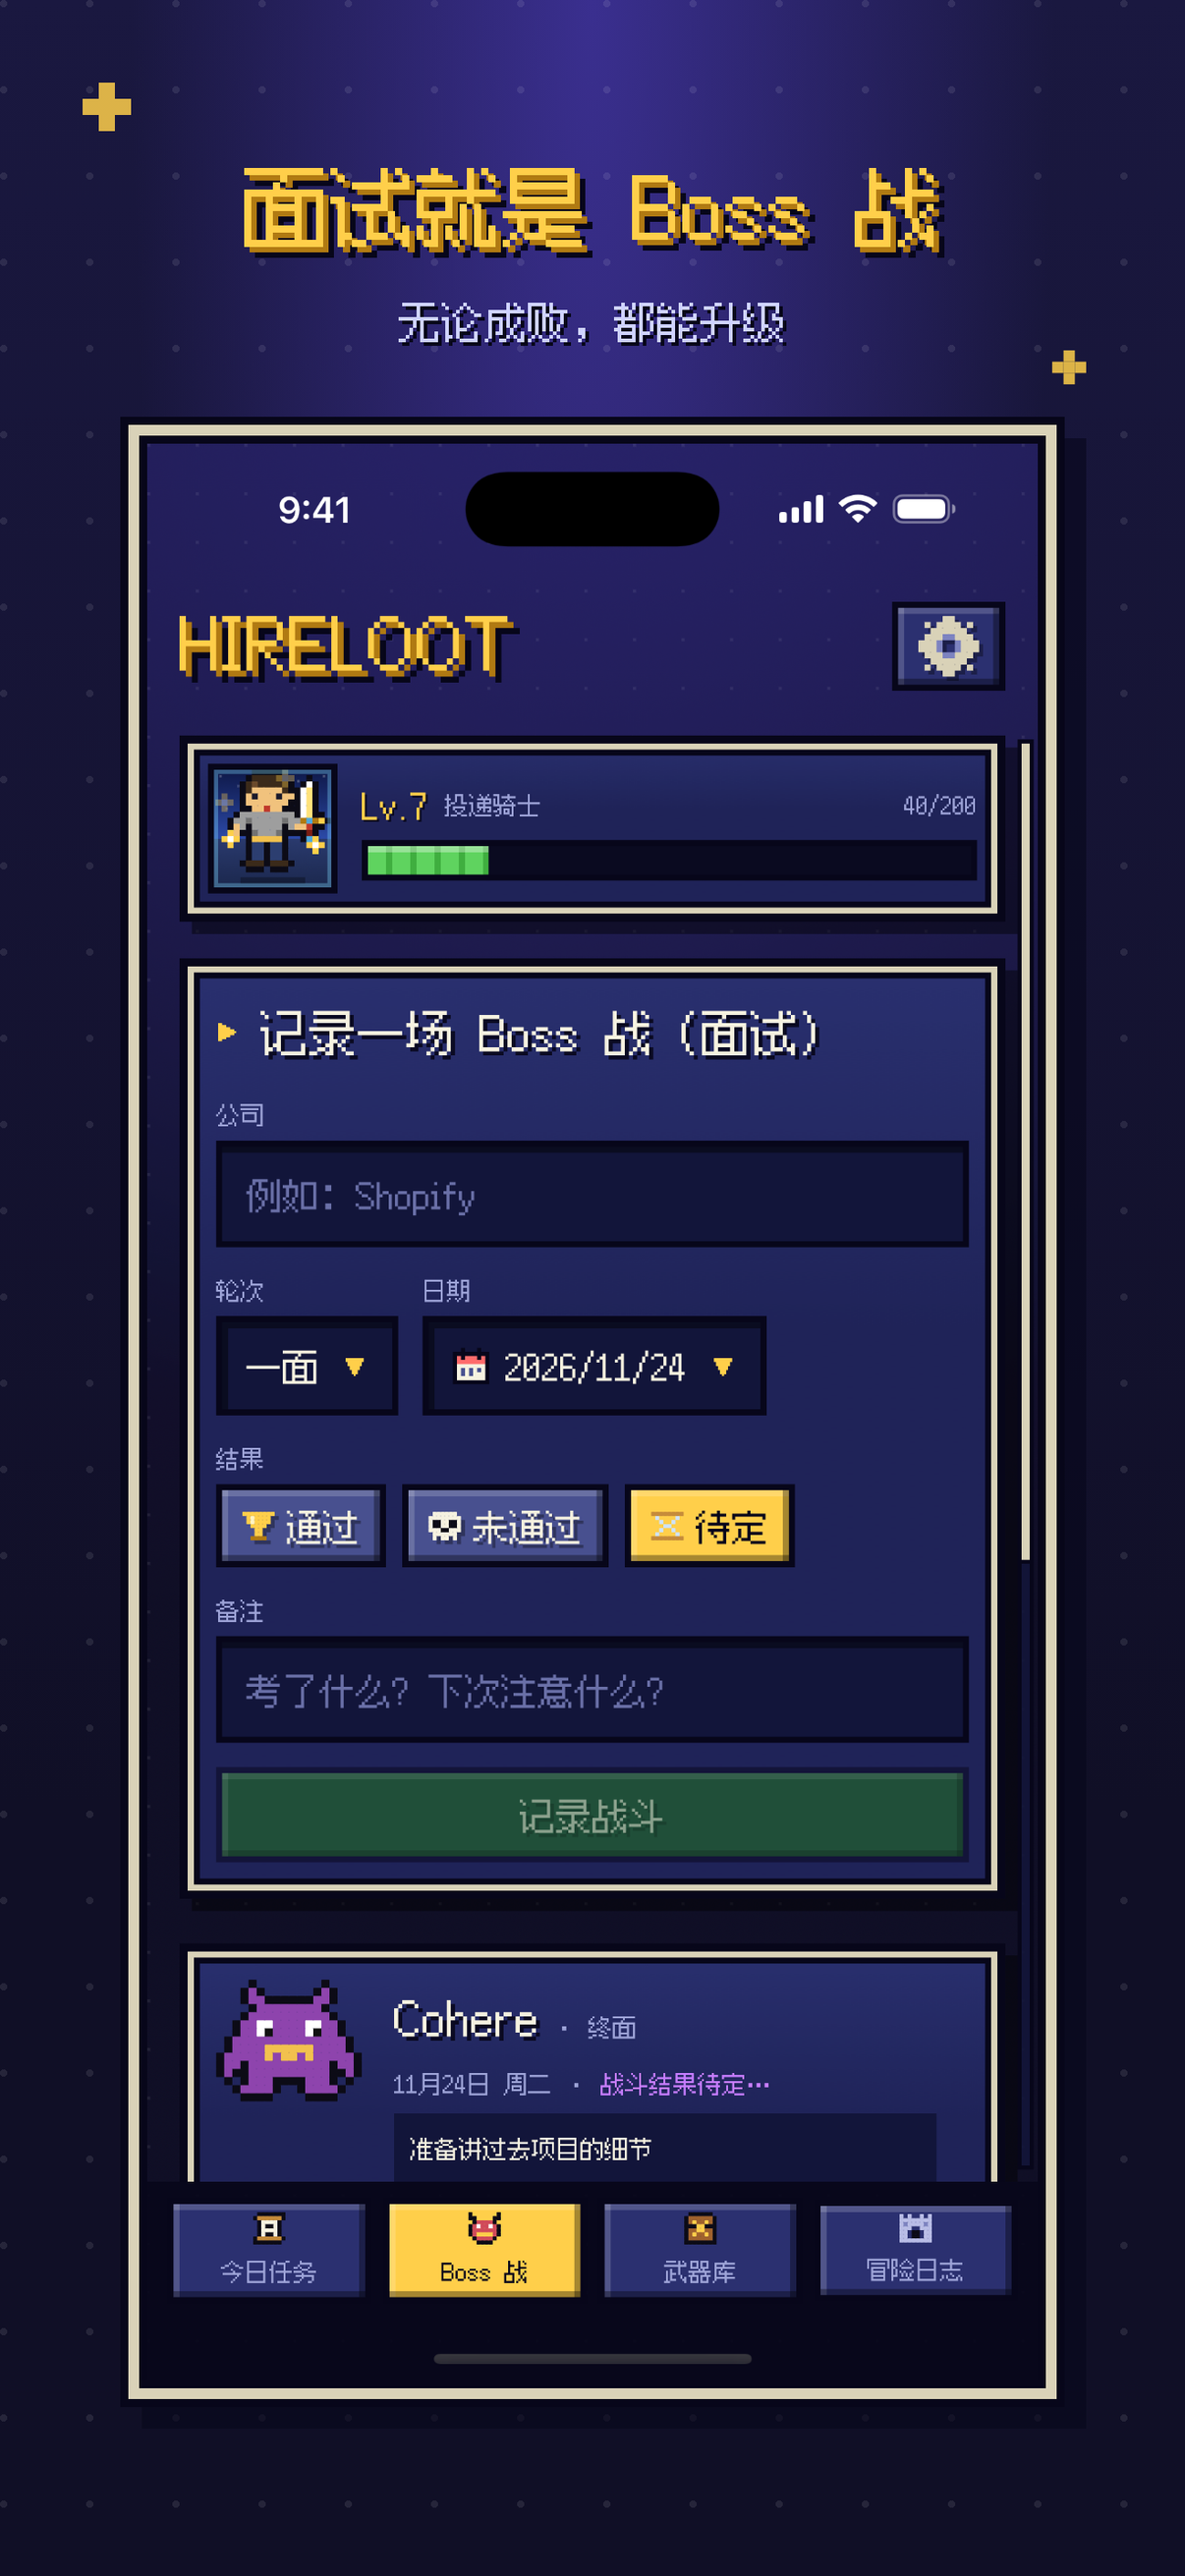 面试就是 Boss 战
无论成败，都能升级
9:41
HIRELOOT
Lv.7 投递骑士 40/200
记录一场 Boss 战（面试）
公司
例如：Shopify
轮次 日期
一面 2026/11/24
结果
通过 未通过 待定
备注
考了什么？下次注意什么？
记录战斗
Cohere · 终面
11月24日 周二 · 战斗结果待定…
准备讲过去项目的细节
今日任务 Boss 战 武器库 冒险日志